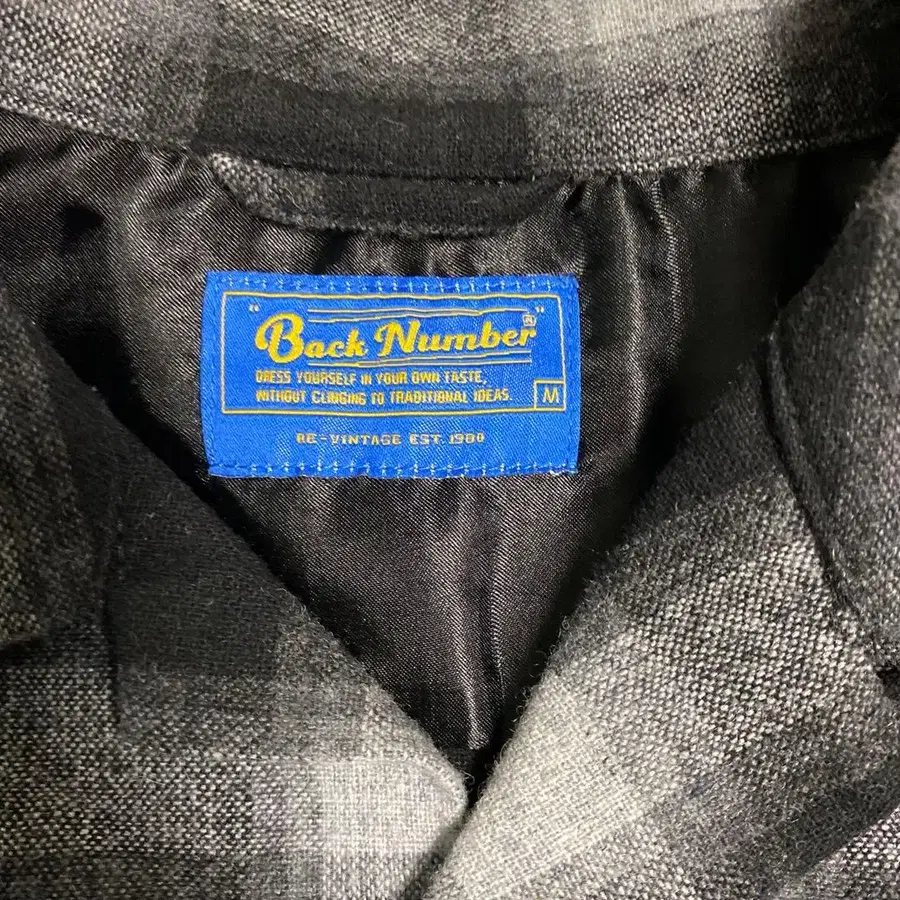 "Back Number"®
DRESS YOURSELF IN YOUR OWN TASTE,
WITHOUT CLINGING TO TRADITIONAL IDEAS.
M
RE-VINTAGE EST. 1980